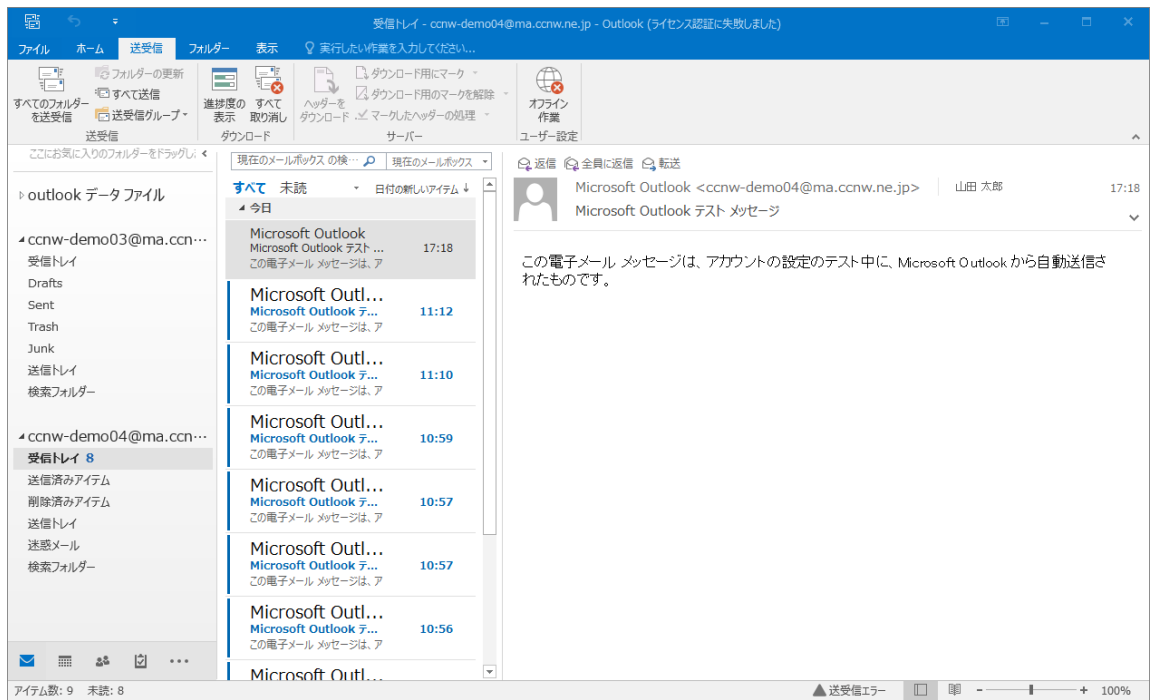 受信トレイ - ccnw-demo04@ma.ccnw.ne.jp - Outlook (ライセンス認証に失敗しました)
ファイル ホーム 送受信 フォルダー 表示 実行したい作業を入力してください...
すべてのフォルダーを送受信
フォルダーの更新
すべて送信
送受信グループ
送受信
進捗度の表示
すべて取り消し
ダウンロード
ヘッダーをダウンロード
ダウンロード用にマーク
ダウンロード用のマークを解除
マークしたヘッダーの処理
サーバー
オフライン作業
ユーザー設定
ここにお気に入りのフォルダーをドラッグし
outlook データ ファイル
ccnw-demo03@ma.ccn…
受信トレイ
Drafts
Sent
Trash
Junk
送信トレイ
検索フォルダー
ccnw-demo04@ma.ccn…
受信トレイ 8
送信済みアイテム
削除済みアイテム
送信トレイ
迷惑メール
検索フォルダー
現在のメールボックス の検… 現在のメールボックス
すべて 未読 日付の新しいアイテム ↓
今日
Microsoft Outlook
Microsoft Outlook テスト ... 17:18
この電子メール メッセージは、ア
Microsoft Outl...
Microsoft Outlook テ... 11:12
この電子メール メッセージは、ア
Microsoft Outl...
Microsoft Outlook テ... 11:10
この電子メール メッセージは、ア
Microsoft Outl...
Microsoft Outlook テ... 10:59
この電子メール メッセージは、ア
Microsoft Outl...
Microsoft Outlook テ... 10:57
この電子メール メッセージは、ア
Microsoft Outl...
Microsoft Outlook テ... 10:57
この電子メール メッセージは、ア
Microsoft Outl...
Microsoft Outlook テ... 10:56
この電子メール メッセージは、ア
Microsoft Outl...
返信 全員に返信 転送
Microsoft Outlook <ccnw-demo04@ma.ccnw.ne.jp> 山田 太郎 17:18
Microsoft Outlook テスト メッセージ
この電子メール メッセージは、アカウントの設定のテスト中に、Microsoft Outlook から自動送信さ
れたものです。
アイテム数: 9 未読: 8 送受信エラー - + 100%